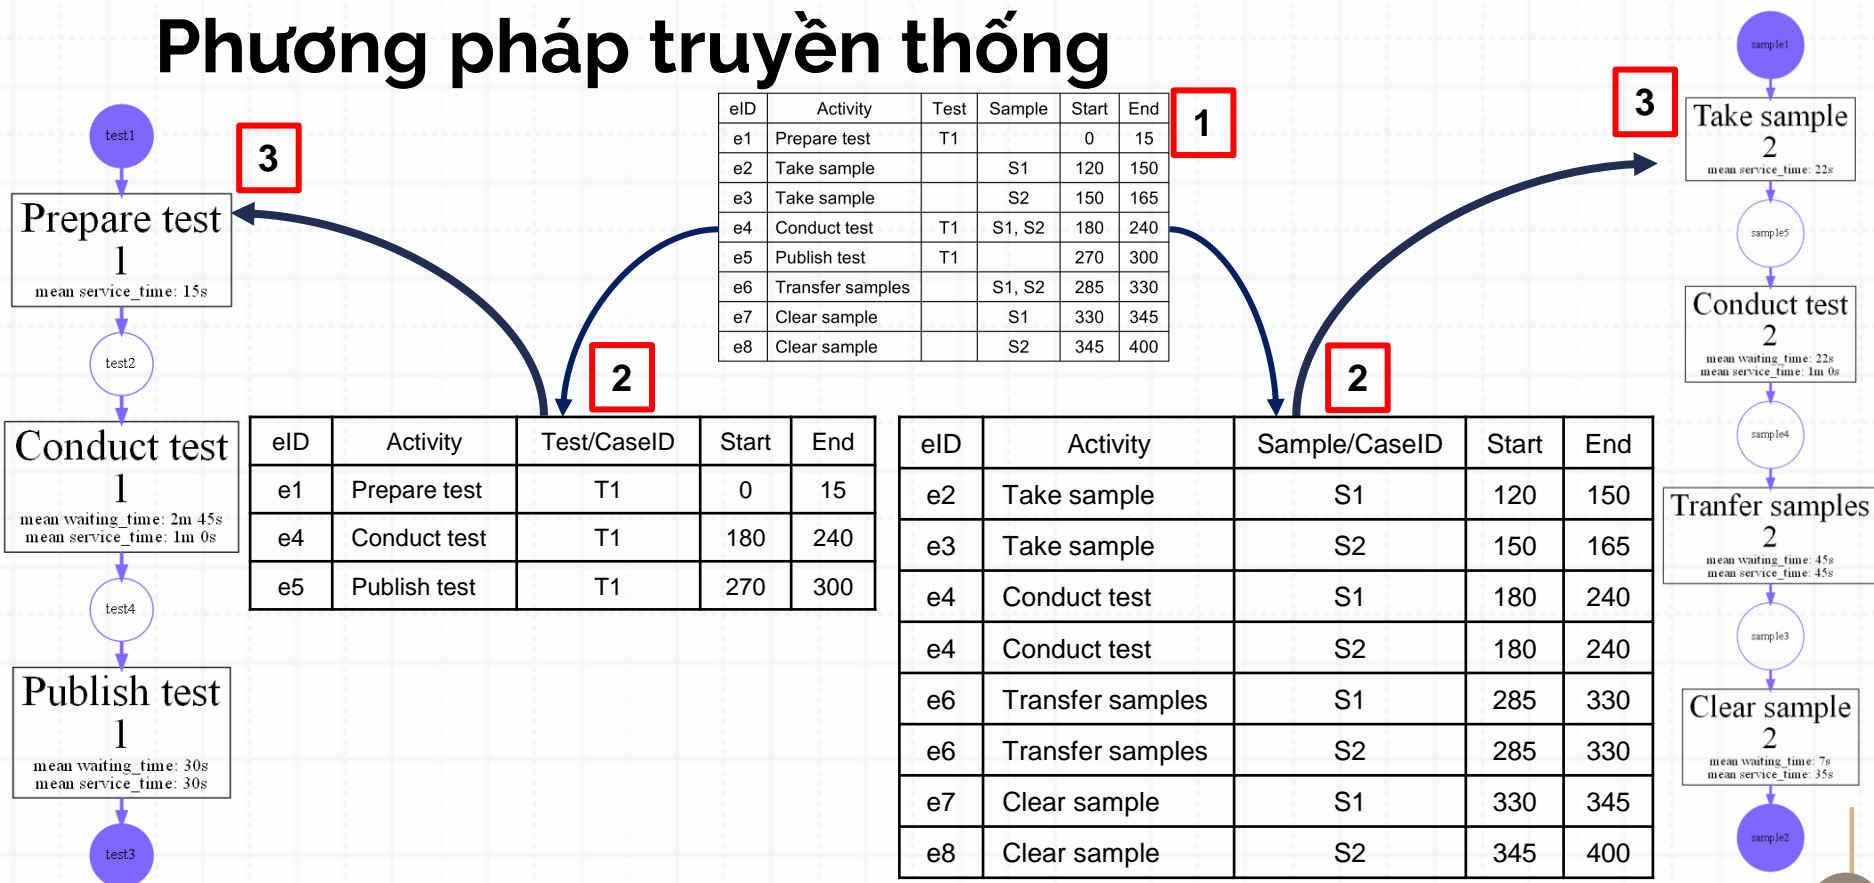 Phương pháp truyền thống
test1
Prepare test
1
mean service_time: 15s
test2
Conduct test
1
mean waiting_time: 2m 45s
mean service_time: 1m 0s
test4
Publish test
1
mean waiting_time: 30s
mean service_time: 30s
test3
3
1
eID Activity Test Sample Start End
e1 Prepare test T1 0 15
e2 Take sample S1 120 150
e3 Take sample S2 150 165
e4 Conduct test T1 S1, S2 180 240
e5 Publish test T1 270 300
e6 Transfer samples S1, S2 285 330
e7 Clear sample S1 330 345
e8 Clear sample S2 345 400
2
eID Activity Test/CaseID Start End
e1 Prepare test T1 0 15
e4 Conduct test T1 180 240
e5 Publish test T1 270 300
2
eID Activity Sample/CaseID Start End
e2 Take sample S1 120 150
e3 Take sample S2 150 165
e4 Conduct test S1 180 240
e4 Conduct test S2 180 240
e6 Transfer samples S1 285 330
e6 Transfer samples S2 285 330
e7 Clear sample S1 330 345
e8 Clear sample S2 345 400
3
sample1
Take sample
2
mean service_time: 22s
sample5
Conduct test
2
mean waiting_time: 22s
mean service_time: 1m 0s
sample4
Tranfer samples
2
mean waiting_time: 45s
mean service_time: 45s
sample3
Clear sample
2
mean waiting_time: 7s
mean service_time: 35s
sample2